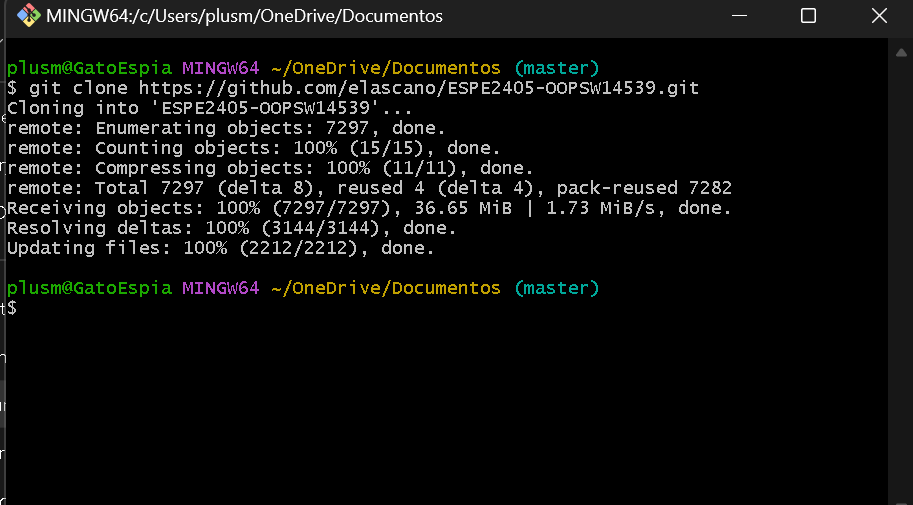 MINGW64:/c/Users/plusm/OneDrive/Documentos
plusm@GatoEspia MINGW64 ~/OneDrive/Documentos (master)
$ git clone https://github.com/elascano/ESPE2405-OOPSW14539.git
Cloning into 'ESPE2405-OOPSW14539'...
remote: Enumerating objects: 7297, done.
remote: Counting objects: 100% (15/15), done.
remote: Compressing objects: 100% (11/11), done.
remote: Total 7297 (delta 8), reused 4 (delta 4), pack-reused 7282
Receiving objects: 100% (7297/7297), 36.65 MiB | 1.73 MiB/s, done.
Resolving deltas: 100% (3144/3144), done.
Updating files: 100% (2212/2212), done.
plusm@GatoEspia MINGW64 ~/OneDrive/Documentos (master)
$